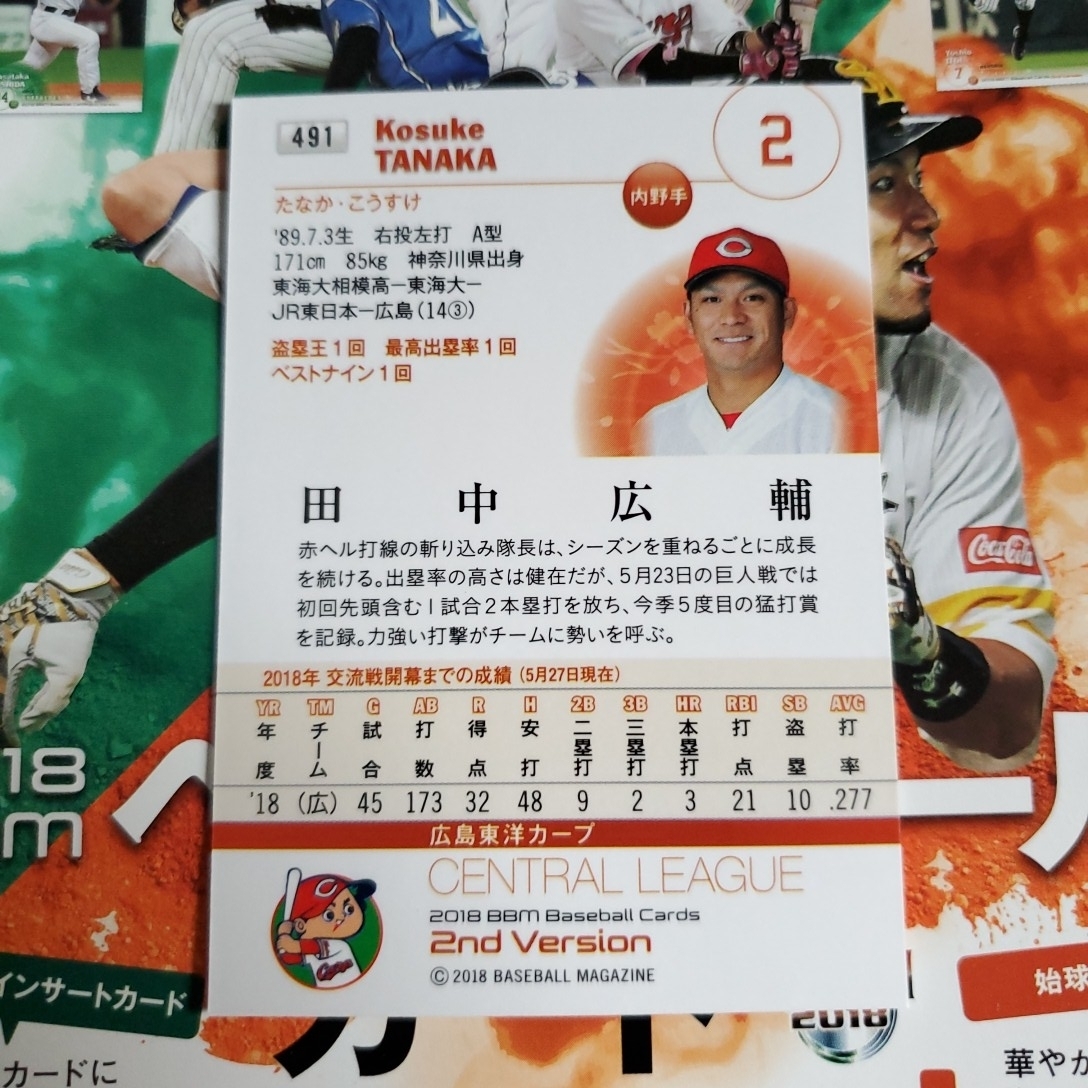 491
Kosuke
TANAKA
2
内野手
たなか・こうすけ
'89.7.3生 右投左打 A型
171cm 85kg 神奈川県出身
東海大相模高ー東海大ー
JR東日本ー広島(14③)
盗塁王1回 最高出塁率1回
ベストナイン1回
田中広輔
赤ヘル打線の斬り込み隊長は、シーズンを重ねるごとに成長
を続ける。出塁率の高さは健在だが、5月23日の巨人戦では
初回先頭含む1試合2本塁打を放ち、今季5度目の猛打賞
を記録。力強い打撃がチームに勢いを呼ぶ。
2018年 交流戦開幕までの成績(5月27日現在)
YR TM G AB R H 2B 3B HR RBI SB AVG
年度 チーム 試合 打数 得点 安打 二塁打 三塁打 本塁打 打点 盗塁 打率
'18 (広) 45 173 32 48 9 2 3 21 10 .277
広島東洋カープ
CENTRAL LEAGUE
2018 BBM Baseball Cards
2nd Version
© 2018 BASEBALL MAGAZINE
C
Carp
Coca-Cola
7
18
インサートカード
カードに
始球
2018
華やか